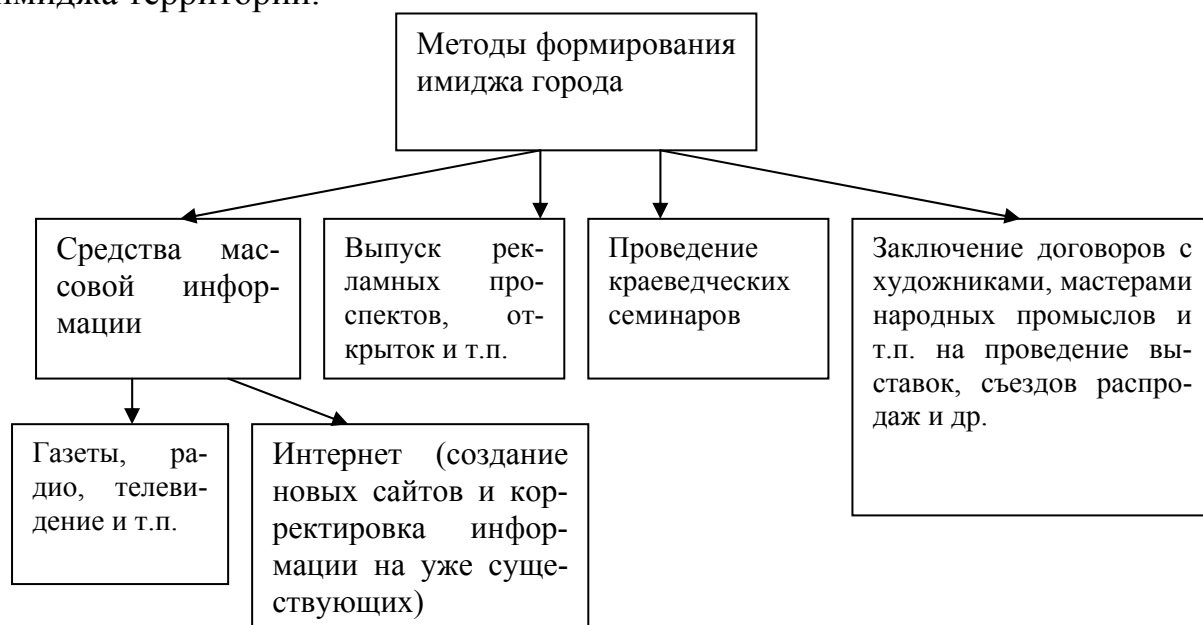 имиджа территории.
Методы формирования
имиджа города
Средства мас-
совой инфор-
мации
Выпуск рек-
ламных про-
спектов, от-
крыток и т.п.
Проведение
краеведческих
семинаров
Заключение договоров с
художниками, мастерами
народных промыслов и
т.п. на проведение вы-
ставок, съездов распро-
даж и др.
Газеты, ра-
дио, телеви-
дение и т.п.
Интернет (создание
новых сайтов и кор-
ректировка инфор-
мации на уже суще-
ствующих)